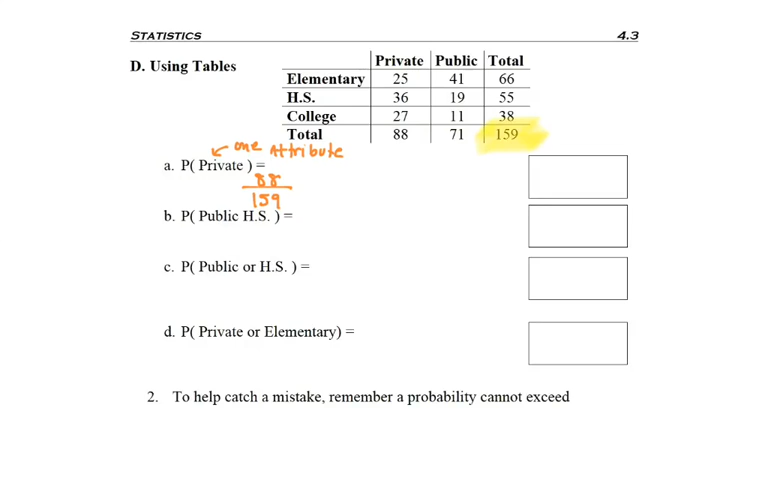 STATISTICS 4.3
D. Using Tables
Private Public Total
Elementary 25 41 66
H.S. 36 19 55
College 27 11 38
Total 88 71 159
one Attribute
a. P( Private ) =
88
159
b. P( Public H.S. ) =
c. P( Public or H.S. ) =
d. P( Private or Elementary) =
2. To help catch a mistake, remember a probability cannot exceed